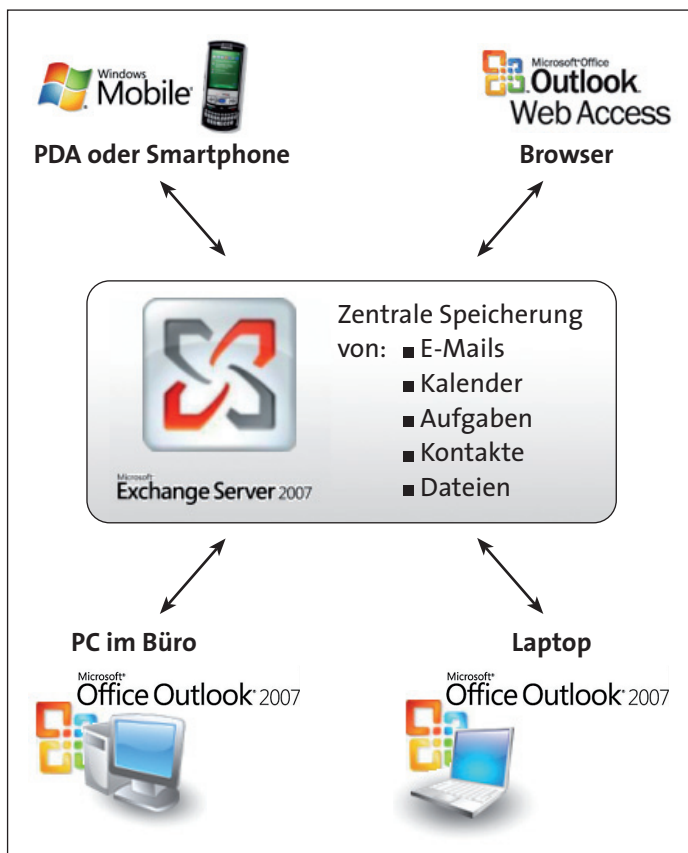 Windows
Mobile
Microsoft Office
Outlook
Web Access
PDA oder Smartphone
Browser
Zentrale Speicherung
von: ■ E-Mails
■ Kalender
■ Aufgaben
■ Kontakte
■ Dateien
Microsoft
Exchange Server 2007
PC im Büro
Laptop
Microsoft
Office Outlook 2007
Microsoft
Office Outlook 2007